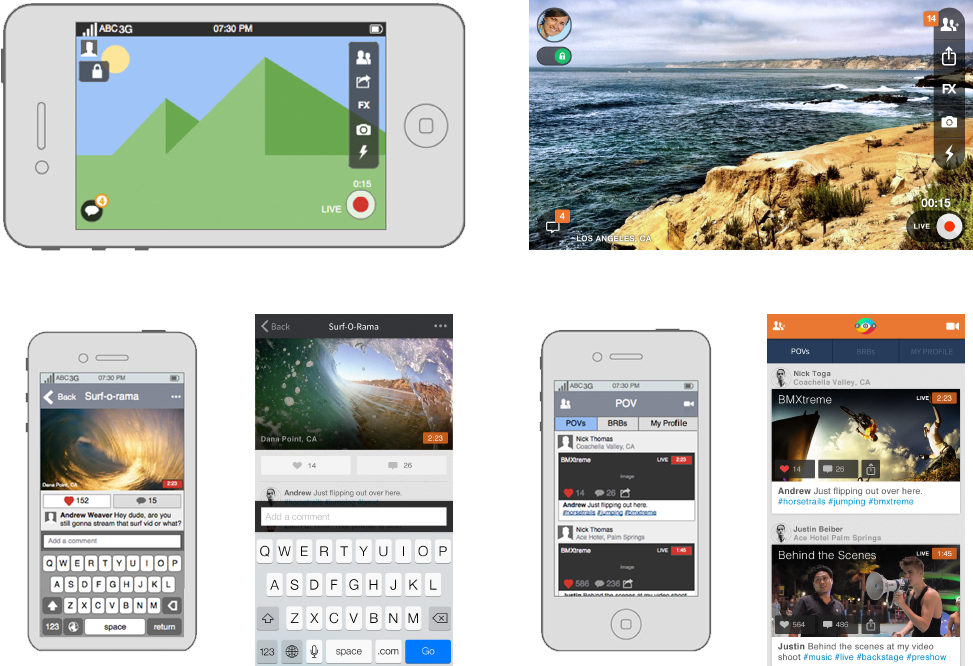 ABC 3G 07:30 PM
FX
0:15
LIVE
4
14
FX
00:15
LIVE
4
~LOS ANGELES, CA
ABC 3G 07:30 PM
Back Surf-o-rama
Dana Point, CA 2:23
152 15
Andrew Weaver Hey dude, are you
still gonna stream that surf vid or what?
Add a comment
Q W E R T Y U I O P
A S D F G H J K L
Z X C V B N M
123 space return
Back Surf-O-Rama
Dana Point, CA 2:23
14 26
Andrew Just flipping out over here.
Add a comment
Q W E R T Y U I O P
A S D F G H J K L
Z X C V B N M
123 space .com Go
ABC 3G 07:30 PM
POV
POVs BRBs My Profile
Nick Thomas
Coachella Valley, CA
BMXtreme LIVE 2:23
Image
14 26
Andrew Just flipping out over here.
#horsetrails #jumping #bmxtreme
Nick Thomas
Ace Hotel, Palm Springs
BMXtreme LIVE 1:45
Image
586 236
Justin Behind the scenes at my video shoot
POVs BRBs MY PROFILE
Nick Toga
Coachella Valley, CA
BMXtreme LIVE 2:23
14 26
Andrew Just flipping out over here.
#horsetrails #jumping #bmxtreme
Justin Beiber
Ace Hotel Palm Springs
Behind the Scenes LIVE 1:45
564 486
Justin Behind the scenes at my video
shoot #music #live #backstage #preshow